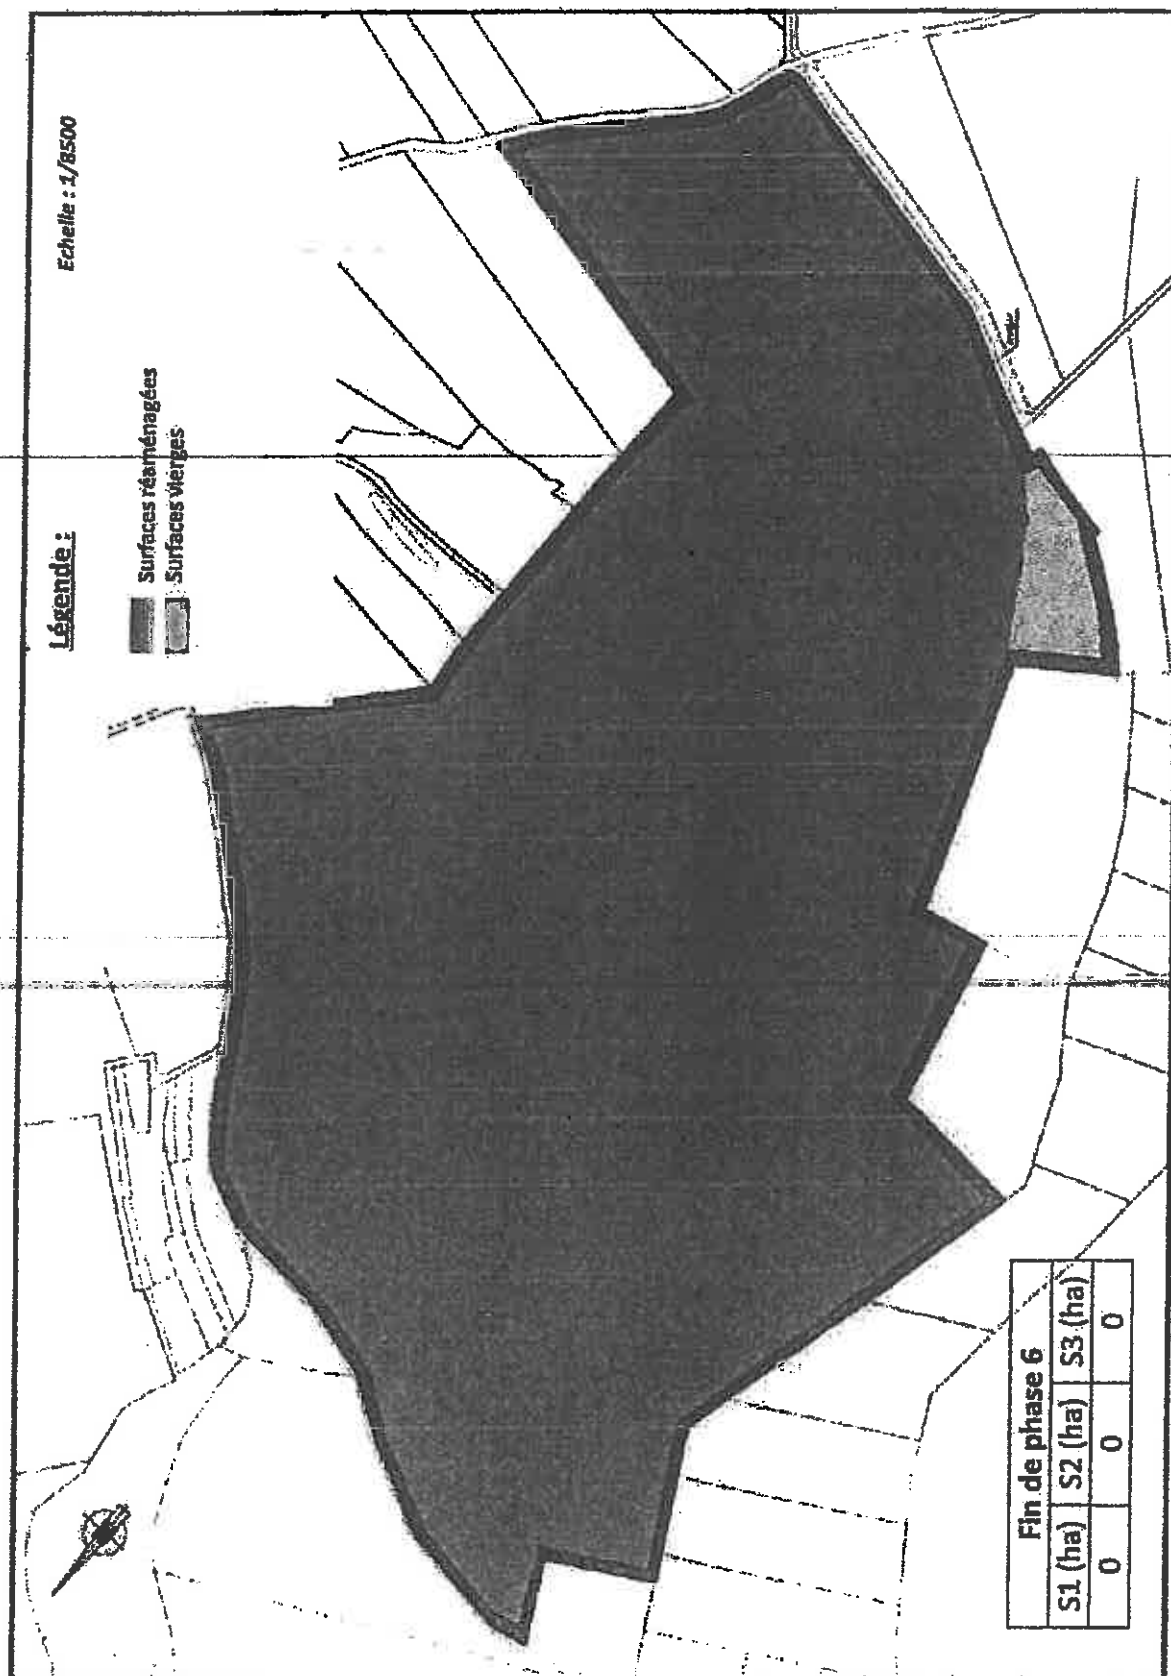 Echelle : 1/8500
Légende :
Surfaces réaménagées
Surfaces vierges
Fin de phase 6
S1 (ha) S2 (ha) S3 (ha)
0 0 0